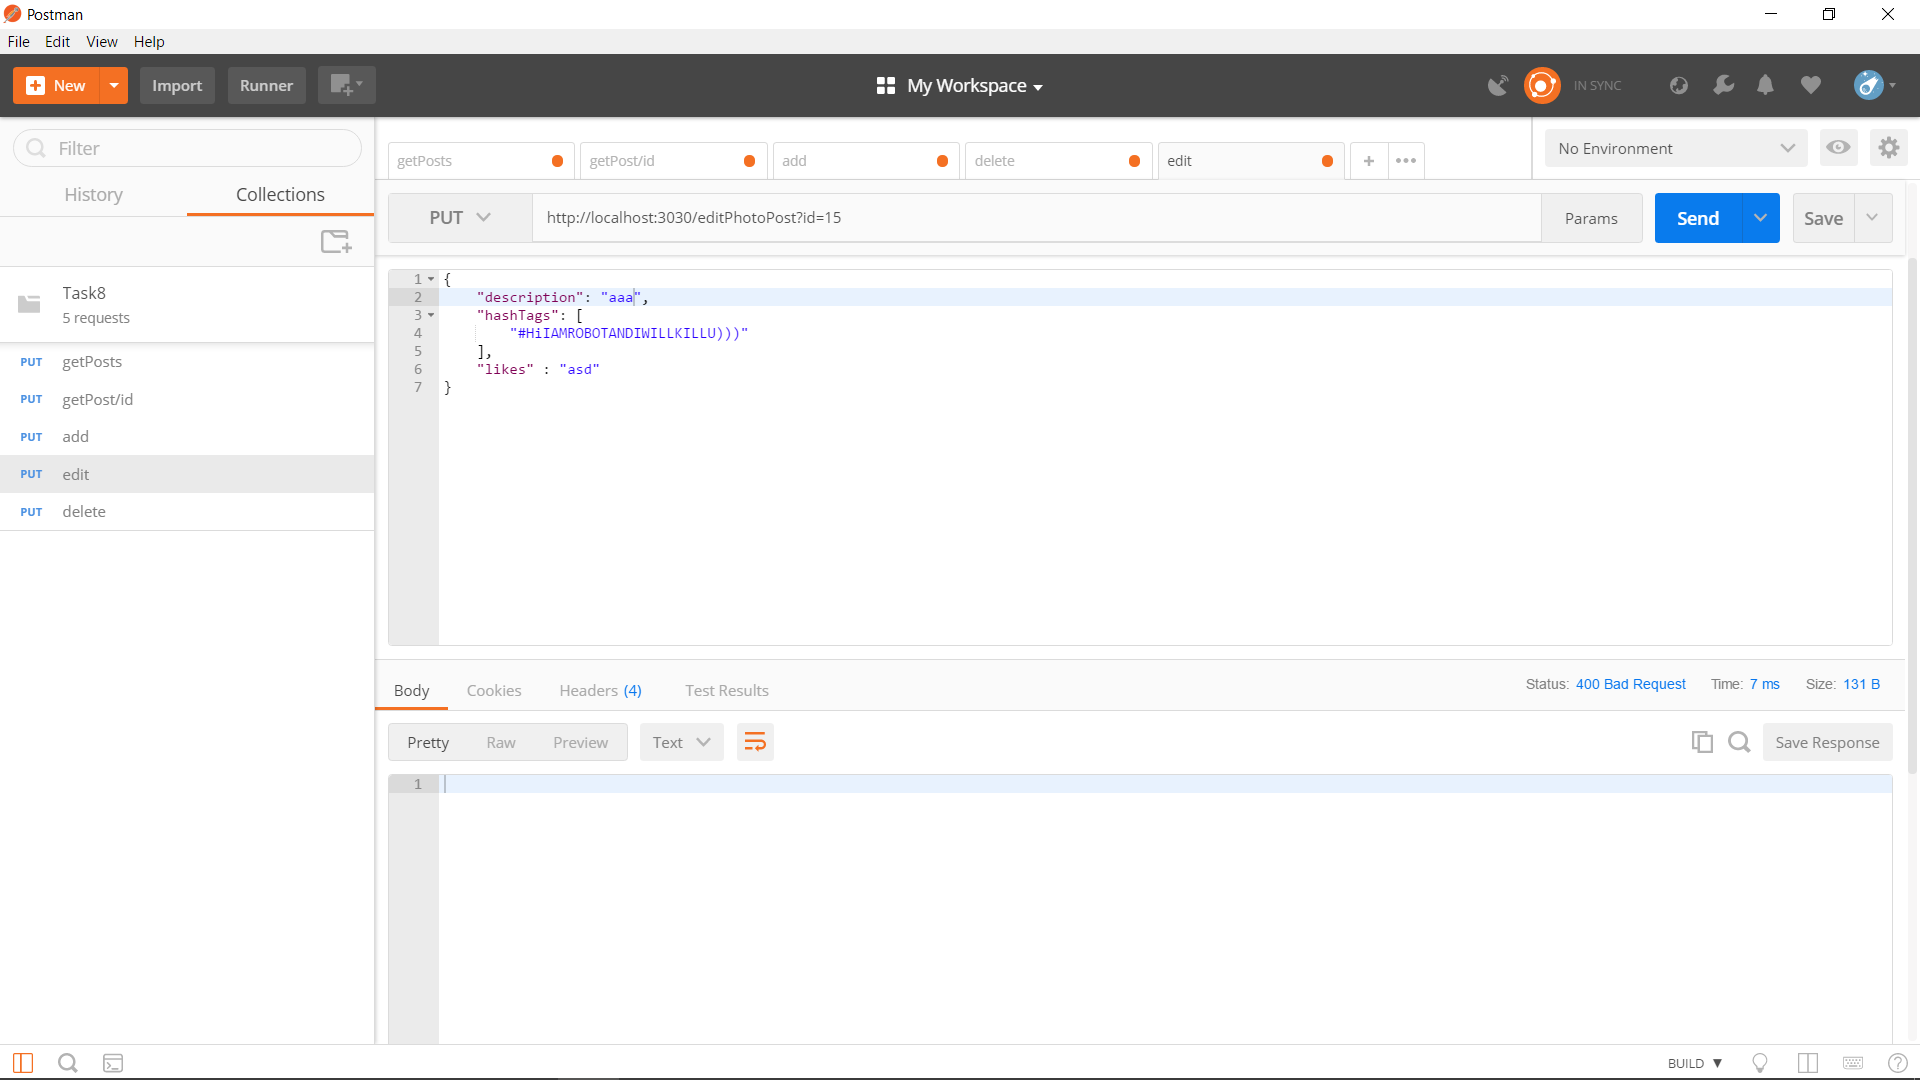 Postman
File Edit View Help
New Import Runner My Workspace IN SYNC
Filter
History Collections
Task8
5 requests
PUT getPosts
PUT getPost/id
PUT add
PUT edit
PUT delete
getPosts getPost/id add delete edit + •••
No Environment
PUT http://localhost:3030/editPhotoPost?id=15 Params Send Save
1 {
2 "description": "aaa",
3 "hashTags": [
4 "#HiIAMROBOTANDIWILLKILLU)))"
5 ],
6 "likes" : "asd"
7 }
Body Cookies Headers (4) Test Results Status: 400 Bad Request Time: 7 ms Size: 131 B
Pretty Raw Preview Text Save Response
1
BUILD